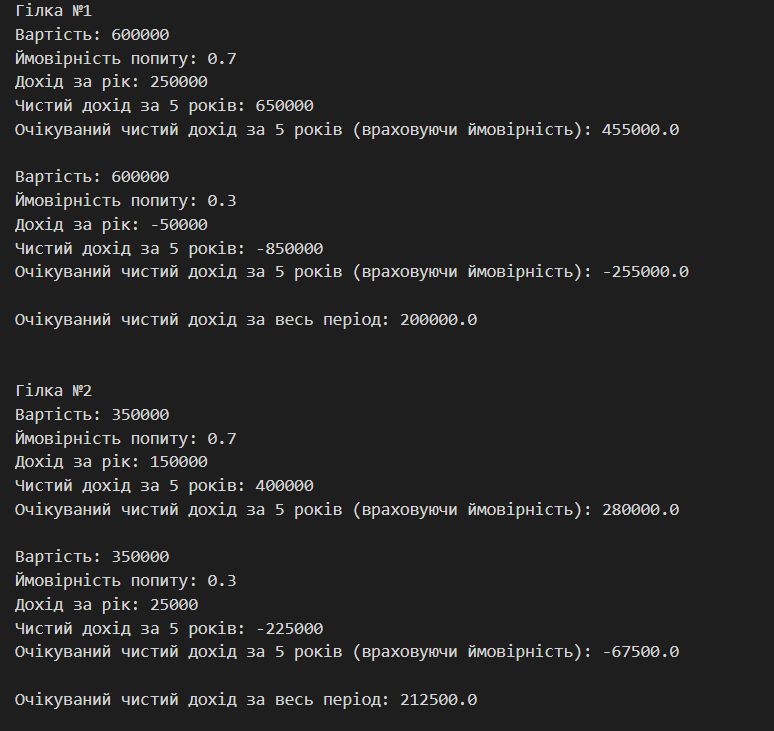 Гілка №1
Вартість: 600000
Ймовірність попиту: 0.7
Дохід за рік: 250000
Чистий дохід за 5 років: 650000
Очікуваний чистий дохід за 5 років (враховуючи ймовірність): 455000.0
Вартість: 600000
Ймовірність попиту: 0.3
Дохід за рік: -50000
Чистий дохід за 5 років: -850000
Очікуваний чистий дохід за 5 років (враховуючи ймовірність): -255000.0
Очікуваний чистий дохід за весь період: 200000.0
Гілка №2
Вартість: 350000
Ймовірність попиту: 0.7
Дохід за рік: 150000
Чистий дохід за 5 років: 400000
Очікуваний чистий дохід за 5 років (враховуючи ймовірність): 280000.0
Вартість: 350000
Ймовірність попиту: 0.3
Дохід за рік: 25000
Чистий дохід за 5 років: -225000
Очікуваний чистий дохід за 5 років (враховуючи ймовірність): -67500.0
Очікуваний чистий дохід за весь період: 212500.0